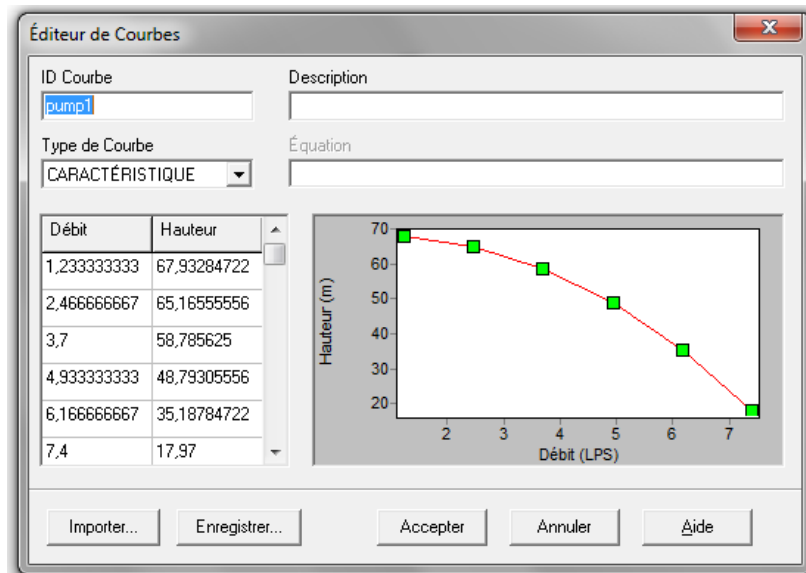 Éditeur de Courbes
ID Courbe Description
pump1
Type de Courbe Équation
CARACTÉRISTIQUE
Débit Hauteur
1,233333333 67,93284722
2,466666667 65,16555556
3,7 58,785625
4,933333333 48,79305556
6,166666667 35,18784722
7,4 17,97
Hauteur (m)
70
60
50
40
30
20
2 3 4 5 6 7
Débit (LPS)
Importer... Enregistrer... Accepter Annuler Aide